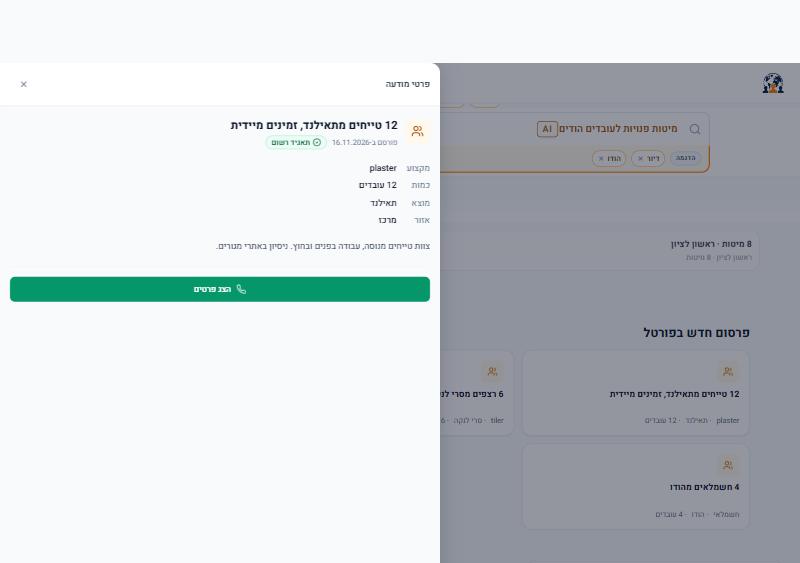 פרטי מודעה
12 טייחים מתאילנד, זמינים מיידית
פורסם ב-16.11.2026 · תאגיד רשום
מקצוע plaster
כמות 12 עובדים
מוצא תאילנד
אזור מרכז
צוות טייחים מנוסה, עבודה בפנים ובחוץ. ניסיון באתרי מגורים.
הצג פרטים
מיטות פנויות לעובדים הודים AI
הדגמה דיור × הודו ×
8 מיטות · ראשון לציון
ראשון לציון · 8 מיטות
פרסום חדש בפורטל
12 טייחים מתאילנד, זמינים מיידית
plaster · תאילנד · 12 עובדים
6 רצפים מסרי לנ
tiler · סרי לנקה · 6
4 חשמלאים מהודו
חשמלאי · הודו · 4 עובדים